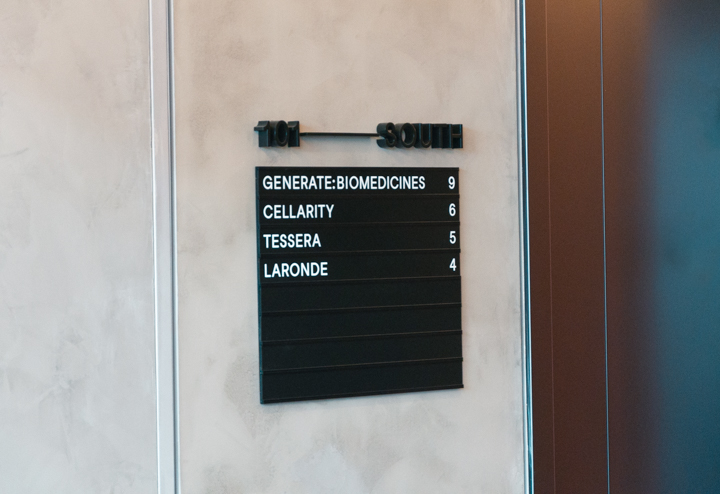 101 SOUTH
GENERATE:BIOMEDICINES 9
CELLARITY 6
TESSERA 5
LARONDE 4